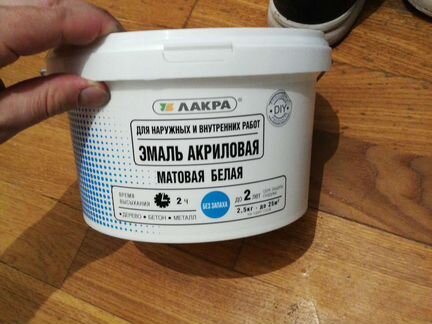 ЛАКРА®
ДЛЯ НАРУЖНЫХ И ВНУТРЕННИХ РАБОТ
DIY
ЭМАЛЬ АКРИЛОВАЯ
МАТОВАЯ БЕЛАЯ
ВРЕМЯ
ВЫСЫХАНИЯ
2 Ч
БЕЗ ЗАПАХА
ДО 2 ЛЕТ
2,5КГ - ДО 25М²
• ДЕРЕВО • БЕТОН • МЕТАЛЛ